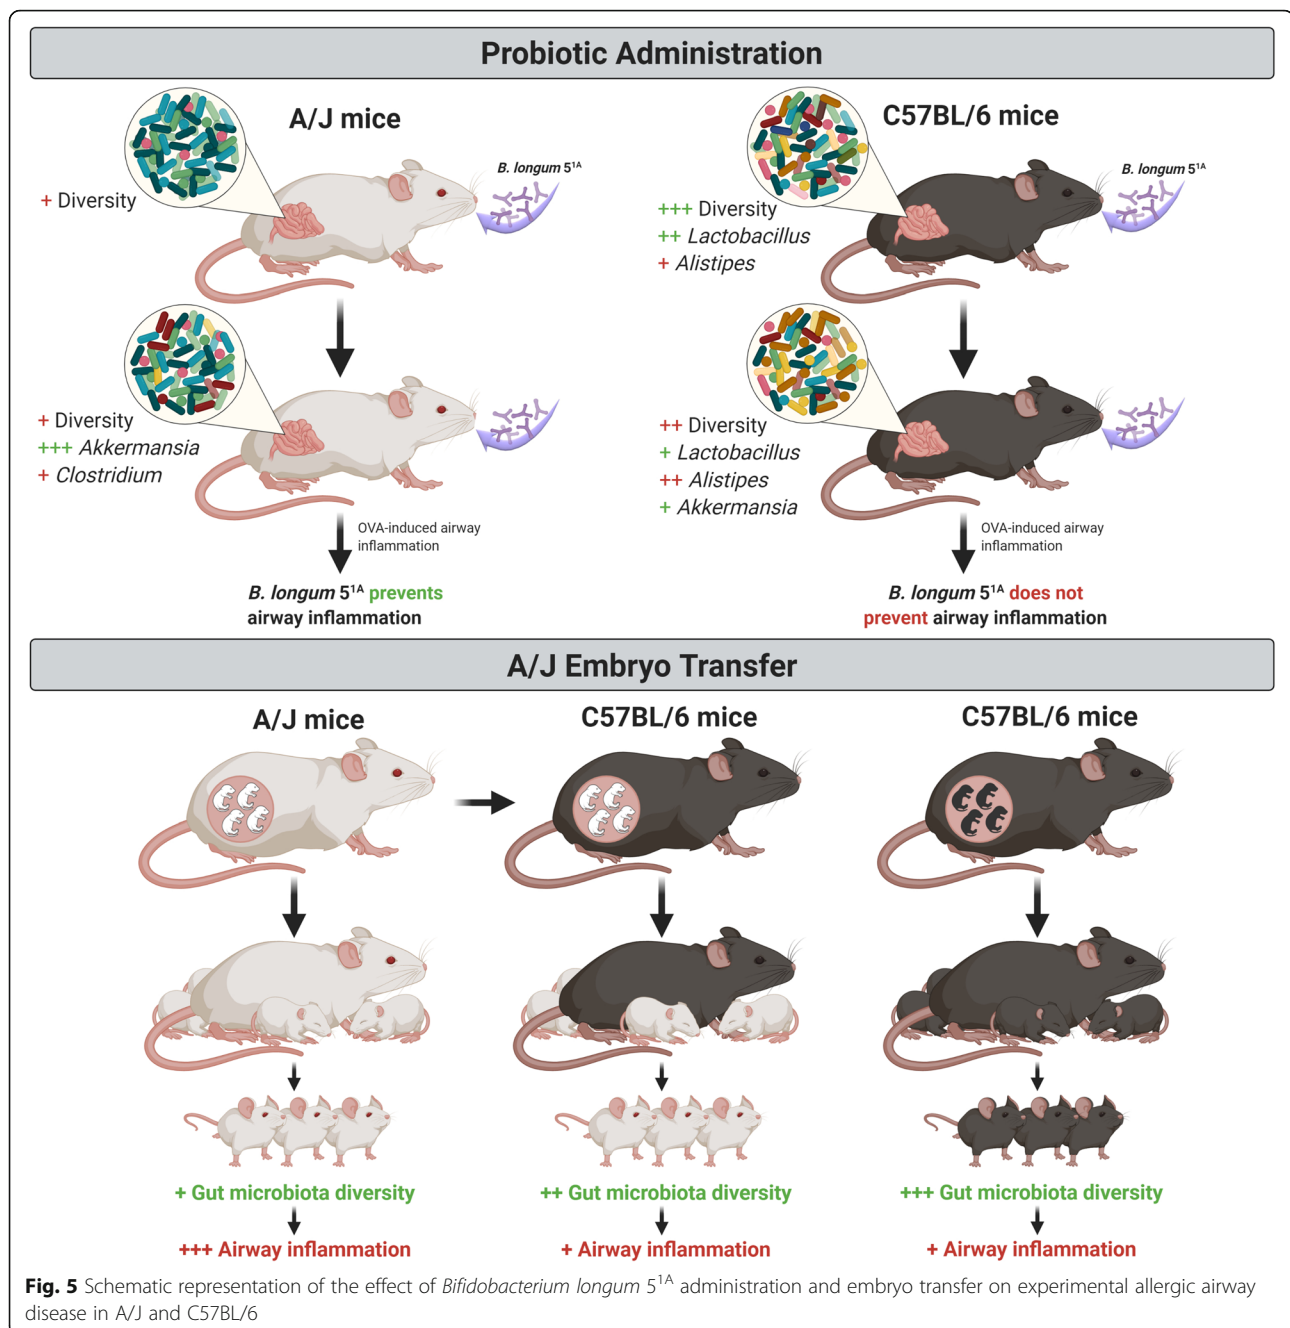 Probiotic Administration
A/J mice
B. longum 5¹ᴬ
+ Diversity
+ Diversity
+++ Akkermansia
+ Clostridium
OVA-induced airway
inflammation
B. longum 5¹ᴬ prevents
airway inflammation
C57BL/6 mice
B. longum 5¹ᴬ
+++ Diversity
++ Lactobacillus
+ Alistipes
++ Diversity
+ Lactobacillus
++ Alistipes
+ Akkermansia
OVA-induced airway
inflammation
B. longum 5¹ᴬ does not
prevent airway inflammation
A/J Embryo Transfer
A/J mice
C57BL/6 mice
C57BL/6 mice
+ Gut microbiota diversity
++ Gut microbiota diversity
+++ Gut microbiota diversity
+++ Airway inflammation
+ Airway inflammation
+ Airway inflammation
Fig. 5 Schematic representation of the effect of Bifidobacterium longum 5¹ᴬ administration and embryo transfer on experimental allergic airway
disease in A/J and C57BL/6